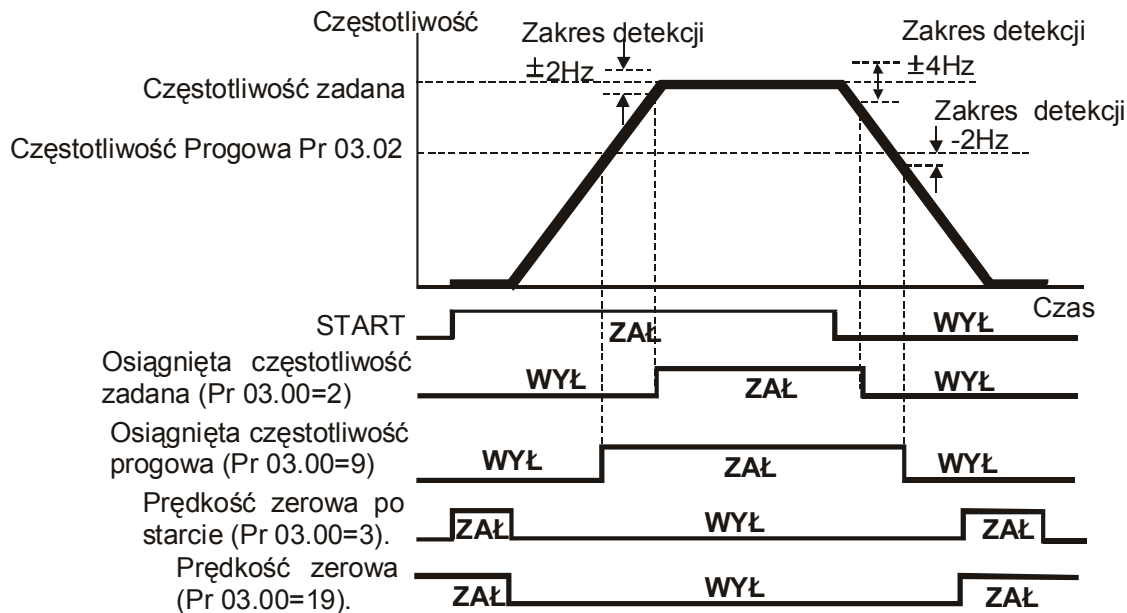 Częstotliwość
Zakres detekcji
±2Hz
Zakres detekcji
±4Hz
Częstotliwość zadana
Zakres detekcji
-2Hz
Częstotliwość Progowa Pr 03.02
Czas
START
ZAŁ
WYŁ
Osiągnięta częstotliwość
zadana (Pr 03.00=2)
WYŁ
ZAŁ
WYŁ
Osiągnięta częstotliwość
progowa (Pr 03.00=9)
WYŁ
ZAŁ
WYŁ
Prędkość zerowa po
starcie (Pr 03.00=3).
ZAŁ
WYŁ
ZAŁ
Prędkość zerowa
(Pr 03.00=19).
ZAŁ
WYŁ
ZAŁ